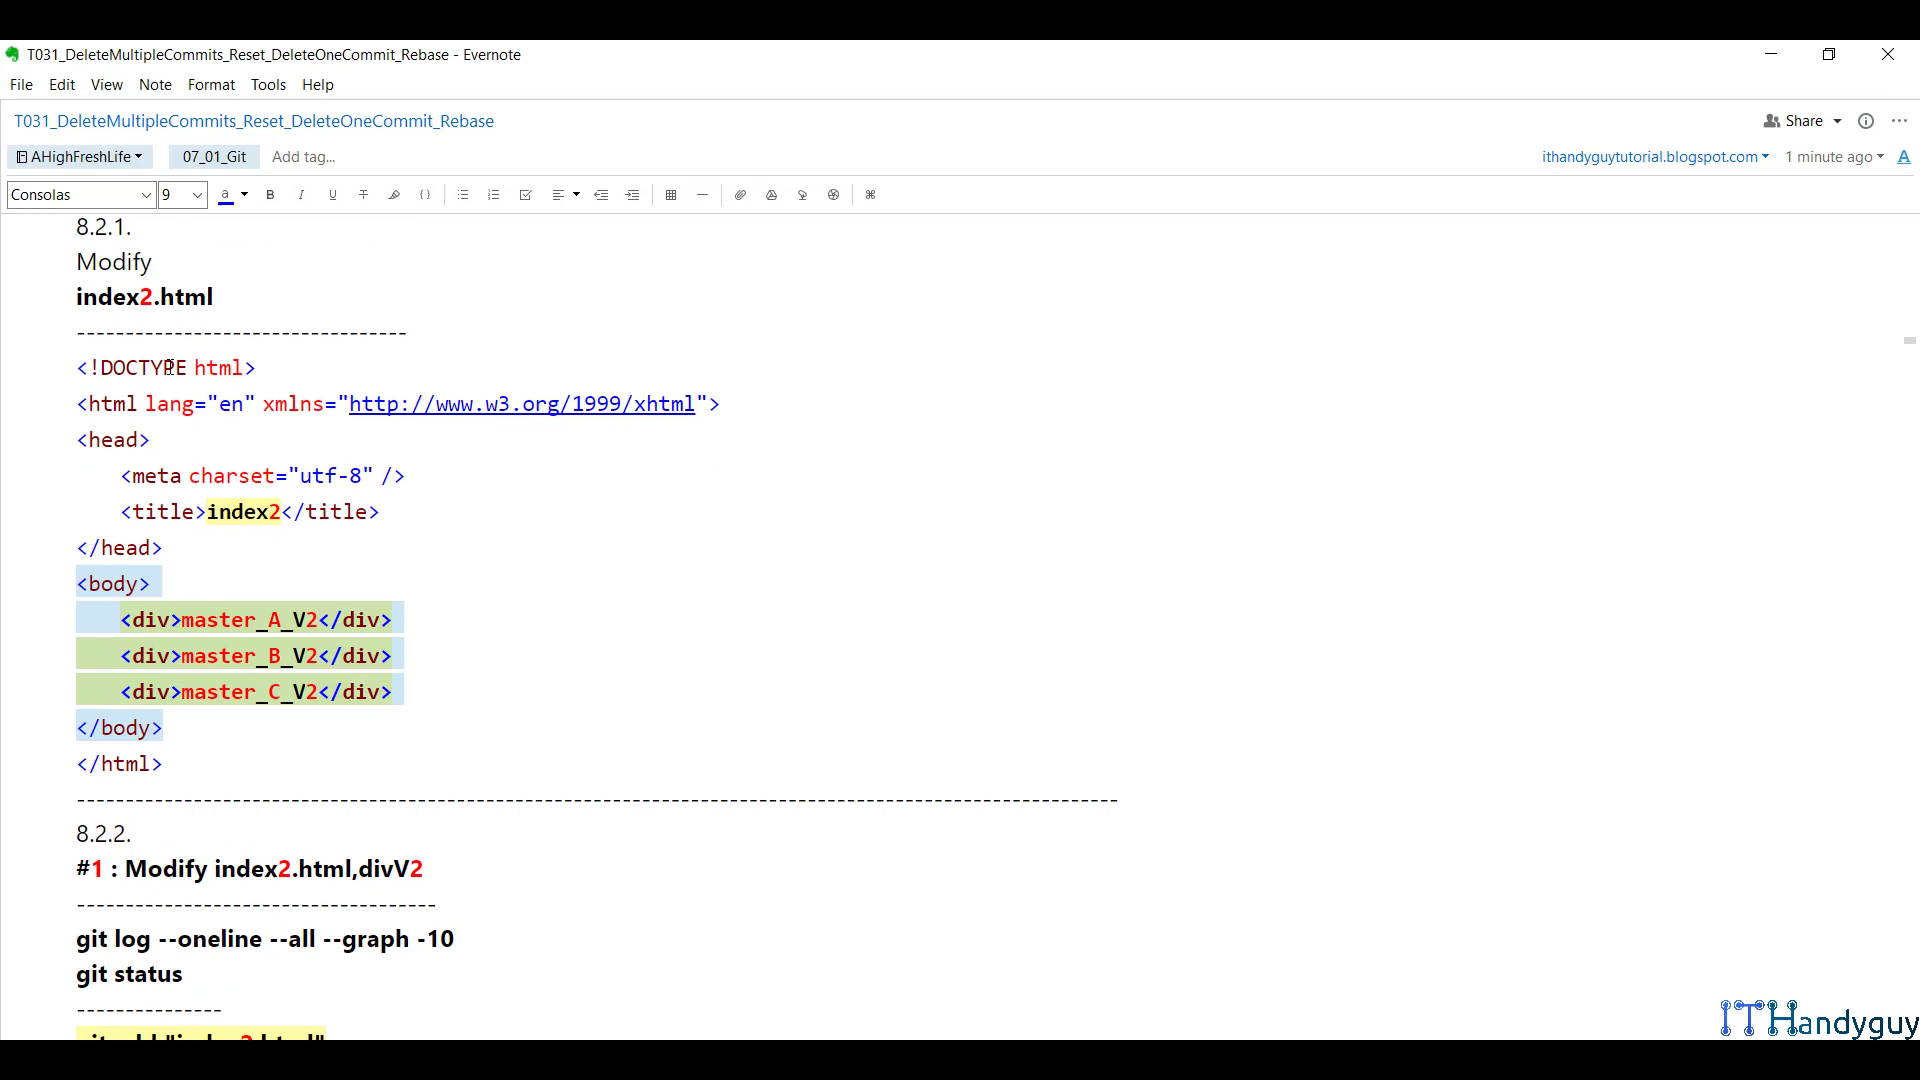 T031_DeleteMultipleCommits_Reset_DeleteOneCommit_Rebase - Evernote
File Edit View Note Format Tools Help
T031_DeleteMultipleCommits_Reset_DeleteOneCommit_Rebase
Share
AHighFreshLife 07_01_Git Add tag...
ithandyguytutorial.blogspot.com 1 minute ago A
Consolas 9 a B I U T
8.2.1.
Modify
index2.html
----------------------------------
<!DOCTYPE html>
<html lang="en" xmlns="http://www.w3.org/1999/xhtml">
<head>
<meta charset="utf-8" />
<title>index2</title>
</head>
<body>
<div>master_A_V2</div>
<div>master_B_V2</div>
<div>master_C_V2</div>
</body>
</html>
------------------------------------------------------------------------------------------------------------
8.2.2.
#1 : Modify index2.html,divV2
-------------------------------------
git log --oneline --all --graph -10
git status
---------------
git add "index2.html"
ITHandyguy